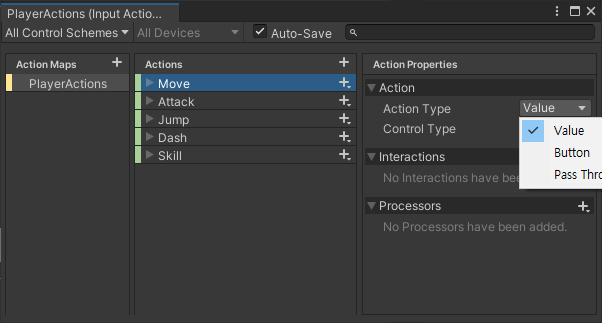 PlayerActions (Input Actio...
All Control Schemes
All Devices
Auto-Save
Action Maps
PlayerActions
Actions
Move
Attack
Jump
Dash
Skill
Action Properties
Action
Action Type
Value
Control Type
Value
Button
Pass Thro
Interactions
No Interactions have been
Processors
No Processors have been added.